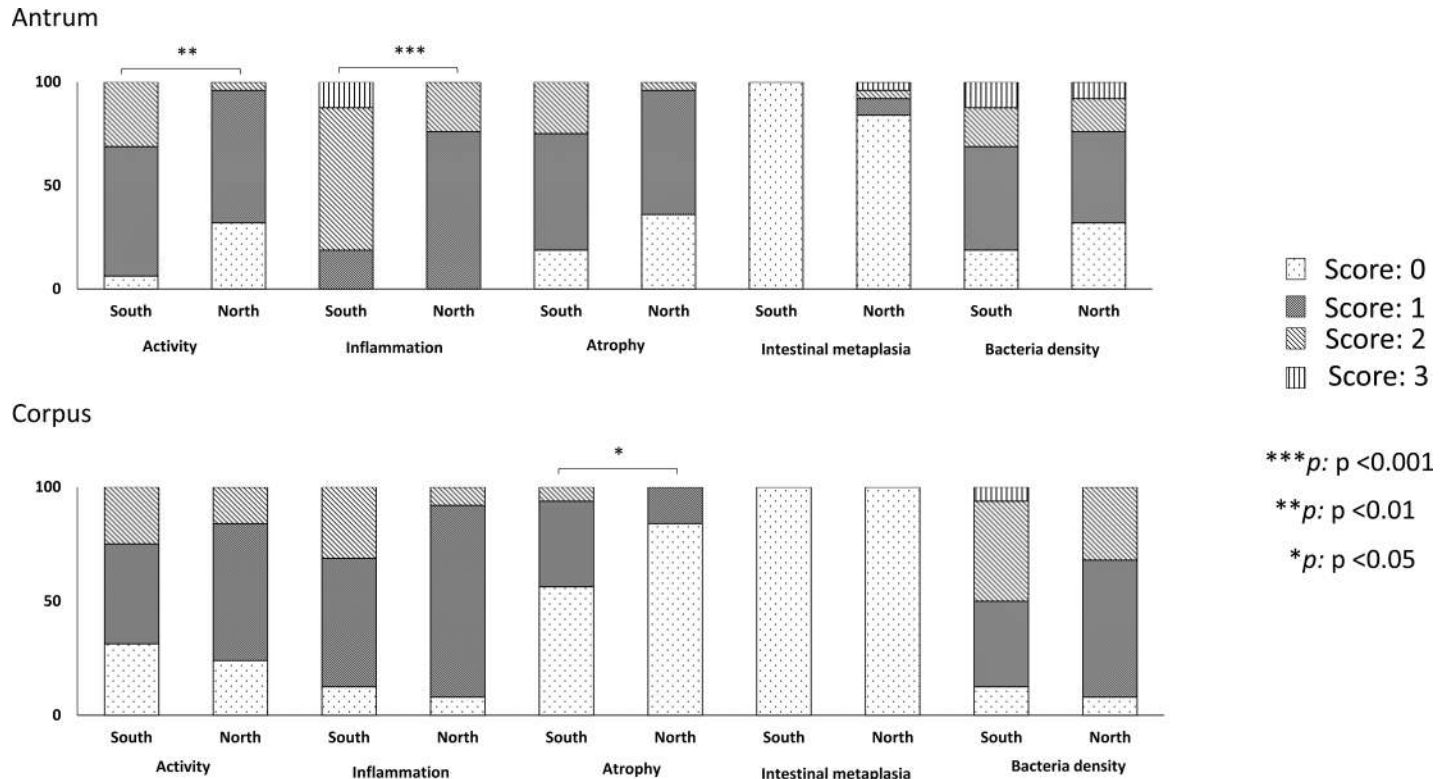 Antrum
**
***
100
50
0
South North South North South North South North South North
Activity Inflammation Atrophy Intestinal metaplasia Bacteria density
Score: 0
Score: 1
Score: 2
Score: 3
Corpus
*
***p: p <0.001
**p: p <0.01
*p: p <0.05
100
50
0
South North South North South North South North South North
Activity Inflammation Atrophy Intestinal metaplasia Bacteria density